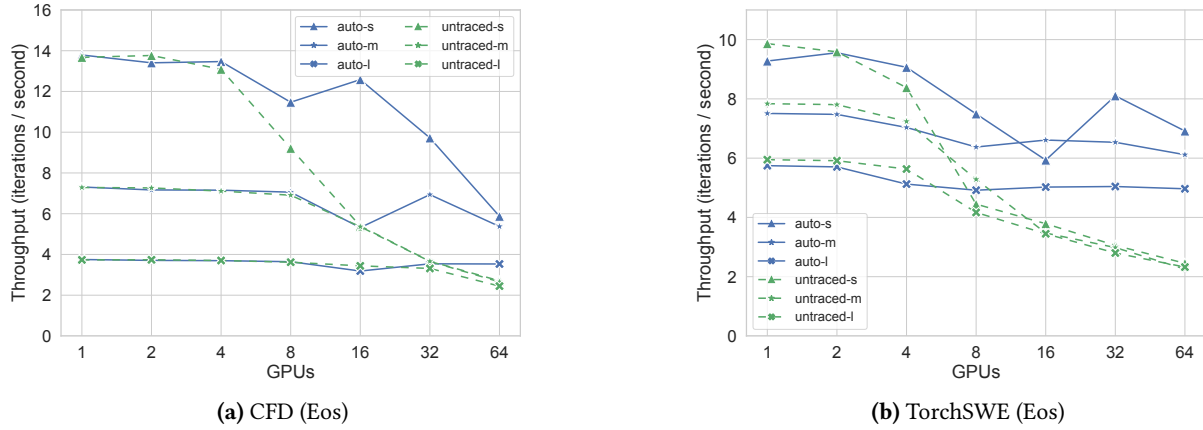 16
14
12
10
8
6
4
2
0
Throughput (iterations / second)
auto-s
auto-m
auto-l
untraced-s
untraced-m
untraced-l
1 2 4 8 16 32 64
GPUs
(a) CFD (Eos)
10
8
6
4
2
0
Throughput (iterations / second)
auto-s
auto-m
auto-l
untraced-s
untraced-m
untraced-l
1 2 4 8 16 32 64
GPUs
(b) TorchSWE (Eos)